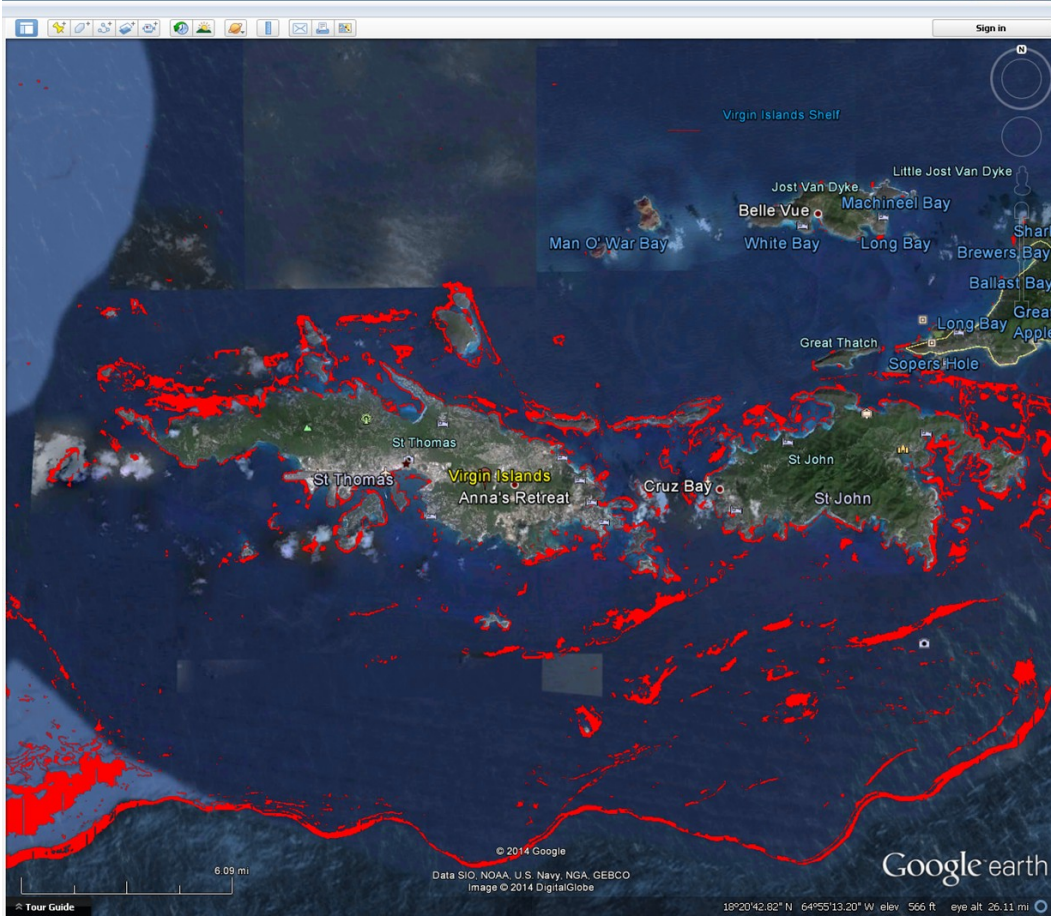 Sign in
N
Virgin Islands Shelf
Little Jost Van Dyke
Jost Van Dyke
Machineel Bay
Belle Vue
Man O' War Bay
White Bay
Long Bay
Shar
Brewers Bay
Ballast Bay
Great Thatch
Long Bay
Grea
Apple
Sopers Hole
St Thomas
St Thomas
Virgin Islands
Anna's Retreat
Cruz Bay
St John
St John
6.09 mi
© 2014 Google
Data SIO, NOAA, U.S. Navy, NGA, GEBCO
Image © 2014 DigitalGlobe
Google earth
Tour Guide
18°20'42.82" N 64°55'13.20" W elev 566 ft eye alt 26.11 mi